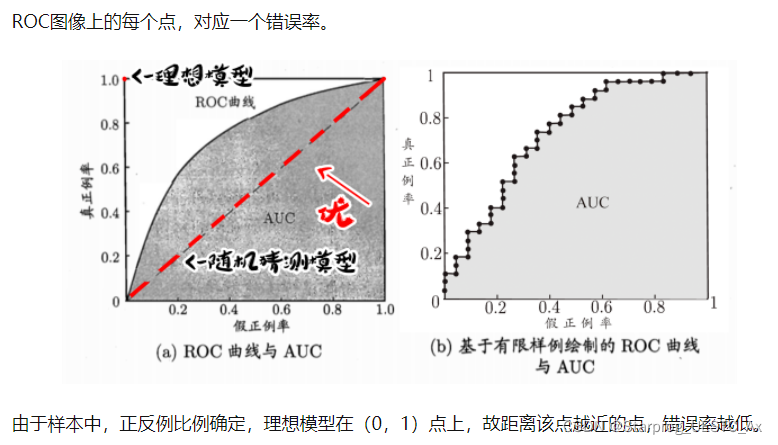 ROC图像上的每个点，对应一个错误率。
<-理想模型
ROC曲线
AUC
优
<-随机猜测模型
真正例率
1.0
0.8
0.6
0.4
0.2
0
0.2
0.4
0.6
0.8
1.0
假正例率
(a) ROC 曲线与 AUC
真正例率
1
0.8
0.6
0.4
0.2
0
AUC
0.2
0.4
0.6
0.8
1
假正例率
(b) 基于有限样例绘制的 ROC 曲线
与 AUC
由于样本中，正反例比例确定，理想模型在（0，1）点上，故距离该点越近的点，错误率越低。